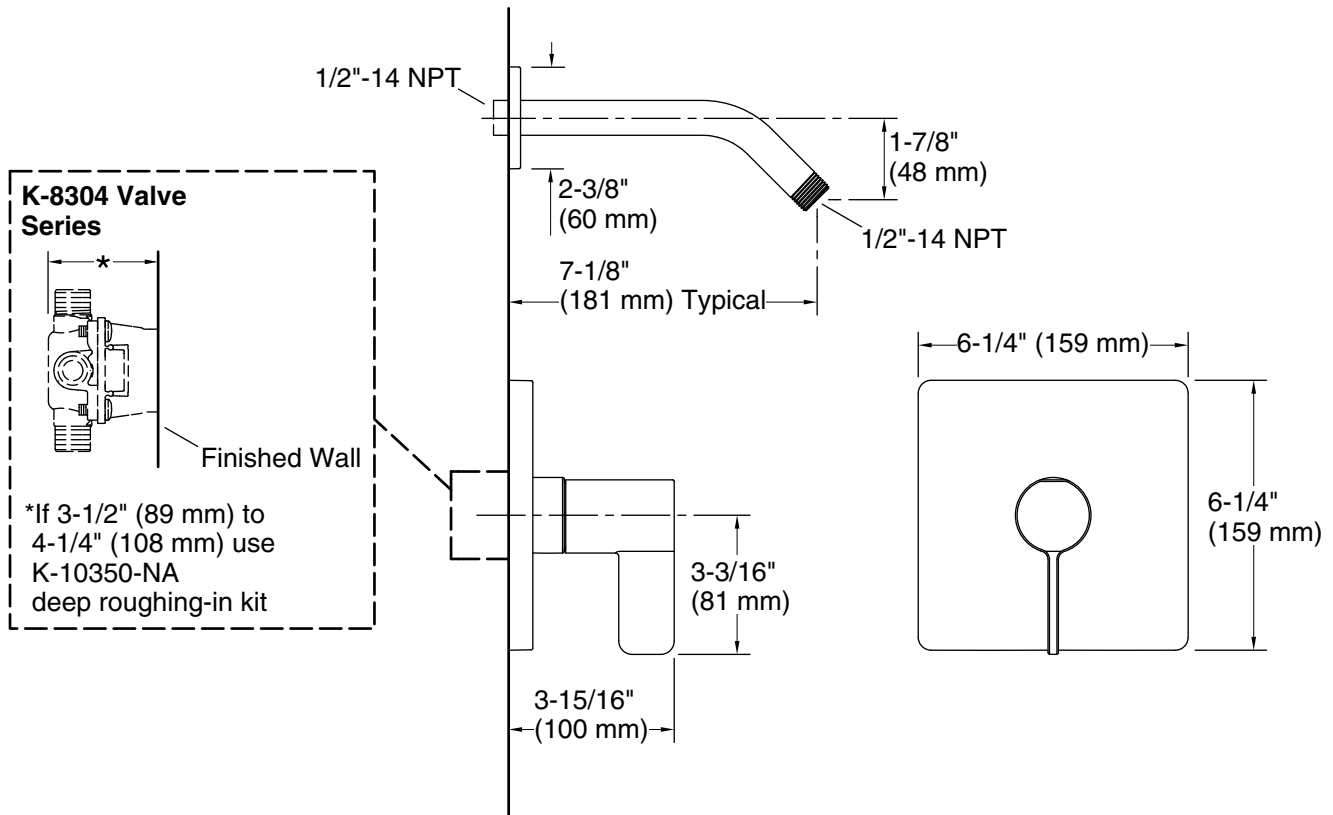 1/2"-14 NPT
1-7/8"
(48 mm)
2-3/8"
(60 mm)
1/2"-14 NPT
7-1/8"
(181 mm) Typical
K-8304 Valve
Series
*
Finished Wall
*If 3-1/2" (89 mm) to
4-1/4" (108 mm) use
K-10350-NA
deep roughing-in kit
3-3/16"
(81 mm)
3-15/16"
(100 mm)
6-1/4" (159 mm)
6-1/4"
(159 mm)